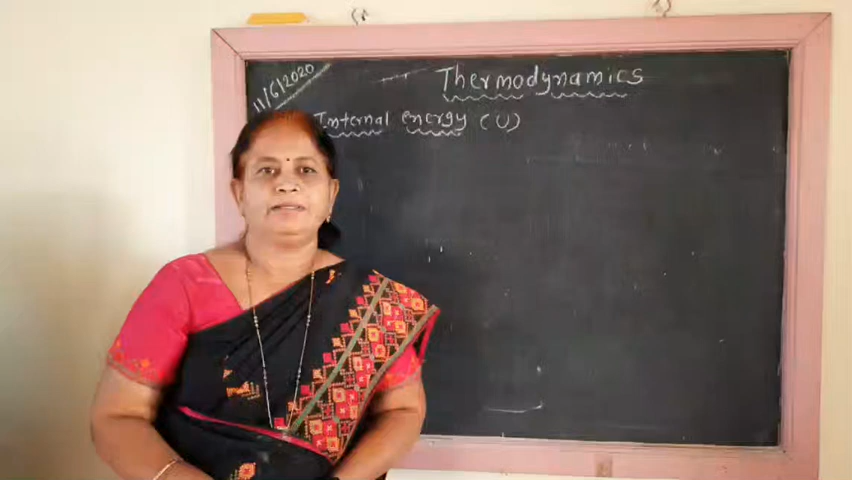 11/6/2020
Thermodynamics
Internal energy (U)